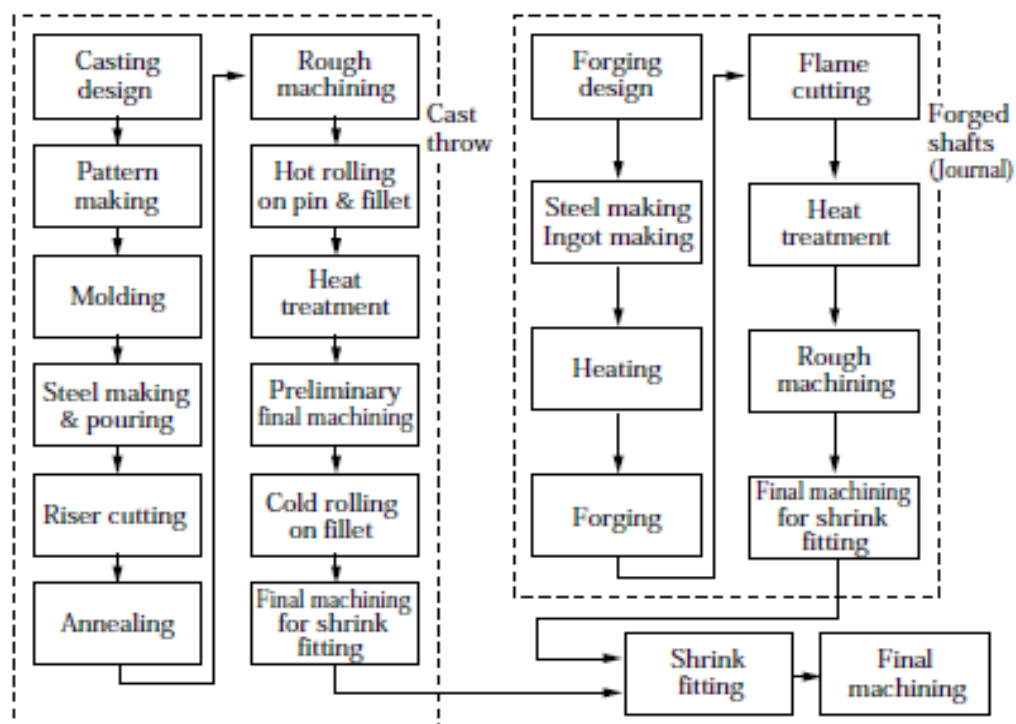 Casting
design
Pattern
making
Molding
Steel making
& pouring
Riser cutting
Annealing
Rough
machining
Hot rolling
on pin & fillet
Heat
treatment
Preliminary
final machining
Cold rolling
on fillet
Final machining
for shrink
fitting
Cast
throw
Forging
design
Steel making
Ingot making
Heating
Forging
Flame
cutting
Heat
treatment
Rough
machining
Final machining
for shrink
fitting
Forged
shafts
(Journal)
Shrink
fitting
Final
machining